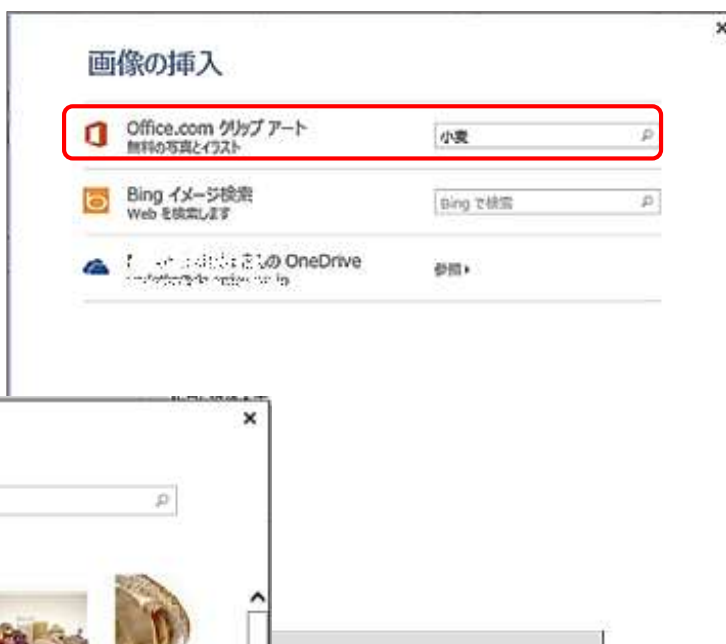 画像の挿入
Office.com クリップ アート
無料の写真とイラスト
小麦
Bing イメージ検索
Web を検索します
Bing で検索
の OneDrive
参照